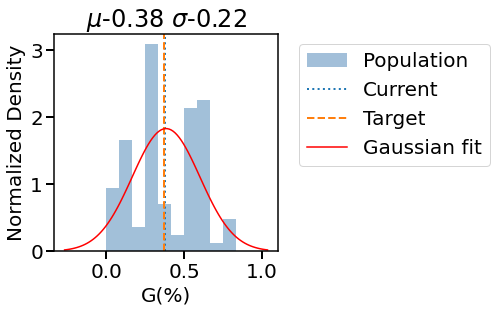 μ-0.38 σ-0.22
Normalized Density
3
2
1
0
0.0 0.5 1.0
G(%)
Population
Current
Target
Gaussian fit